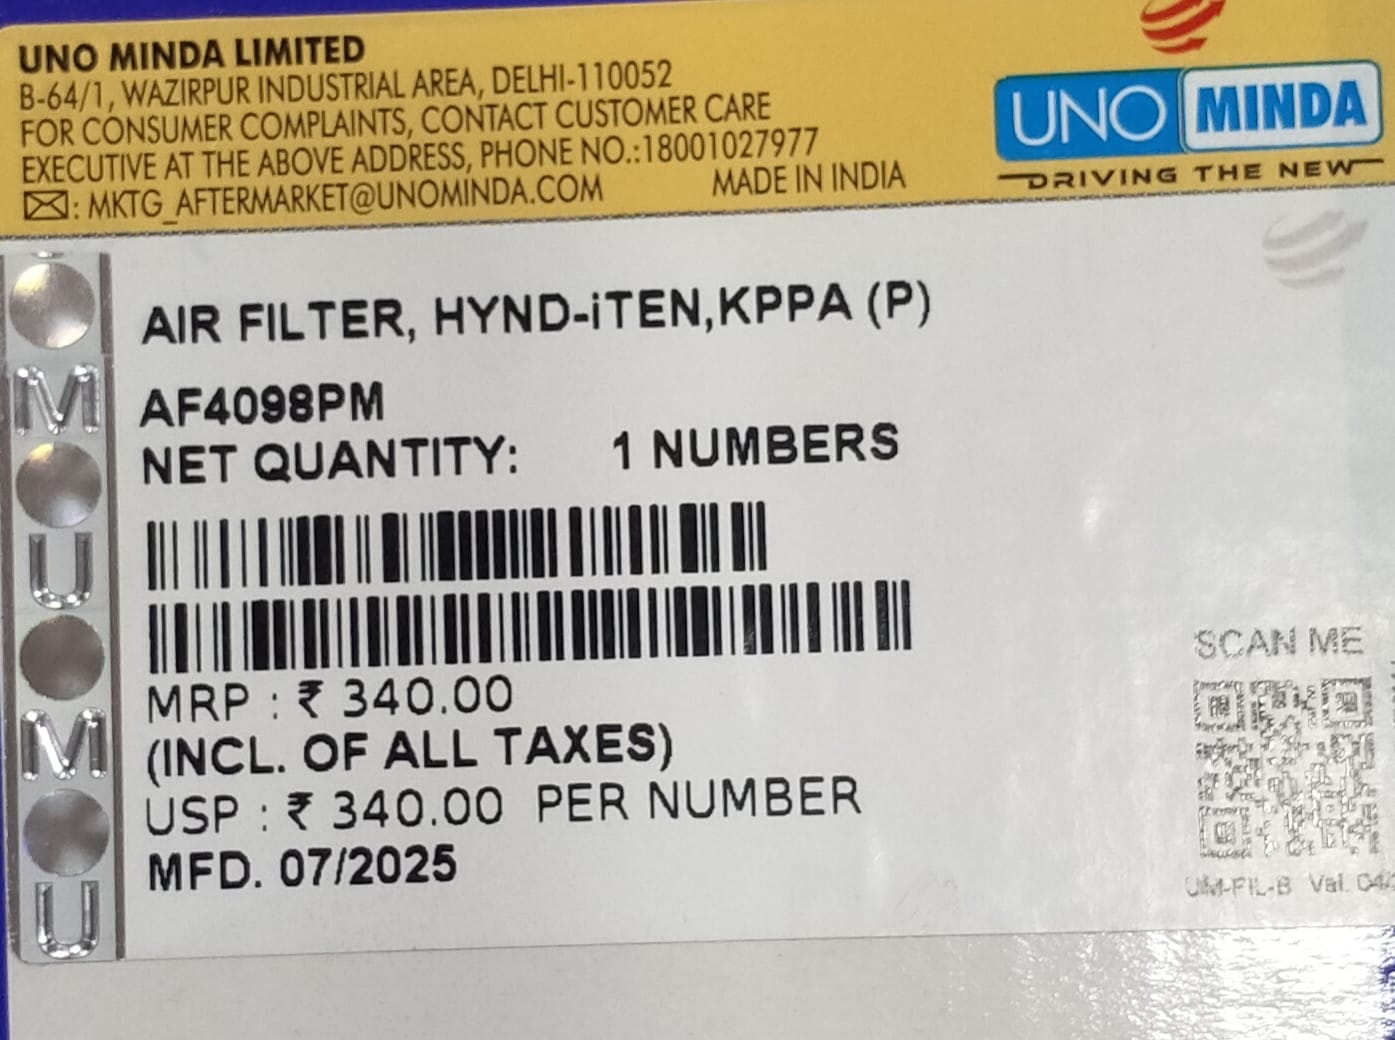 UNO MINDA LIMITED
B-64/1, WAZIRPUR INDUSTRIAL AREA, DELHI-110052
FOR CONSUMER COMPLAINTS, CONTACT CUSTOMER CARE
EXECUTIVE AT THE ABOVE ADDRESS, PHONE NO.:18001027977
: MKTG_AFTERMARKET@UNOMINDA.COM MADE IN INDIA
UNO MINDA
DRIVING THE NEW
AIR FILTER, HYND-iTEN,KPPA (P)
AF4098PM
NET QUANTITY: 1 NUMBERS
MRP : ₹ 340.00
(INCL. OF ALL TAXES)
USP : ₹ 340.00 PER NUMBER
MFD. 07/2025
SCAN ME
UM-FIL-B Val.
M
U
M
U